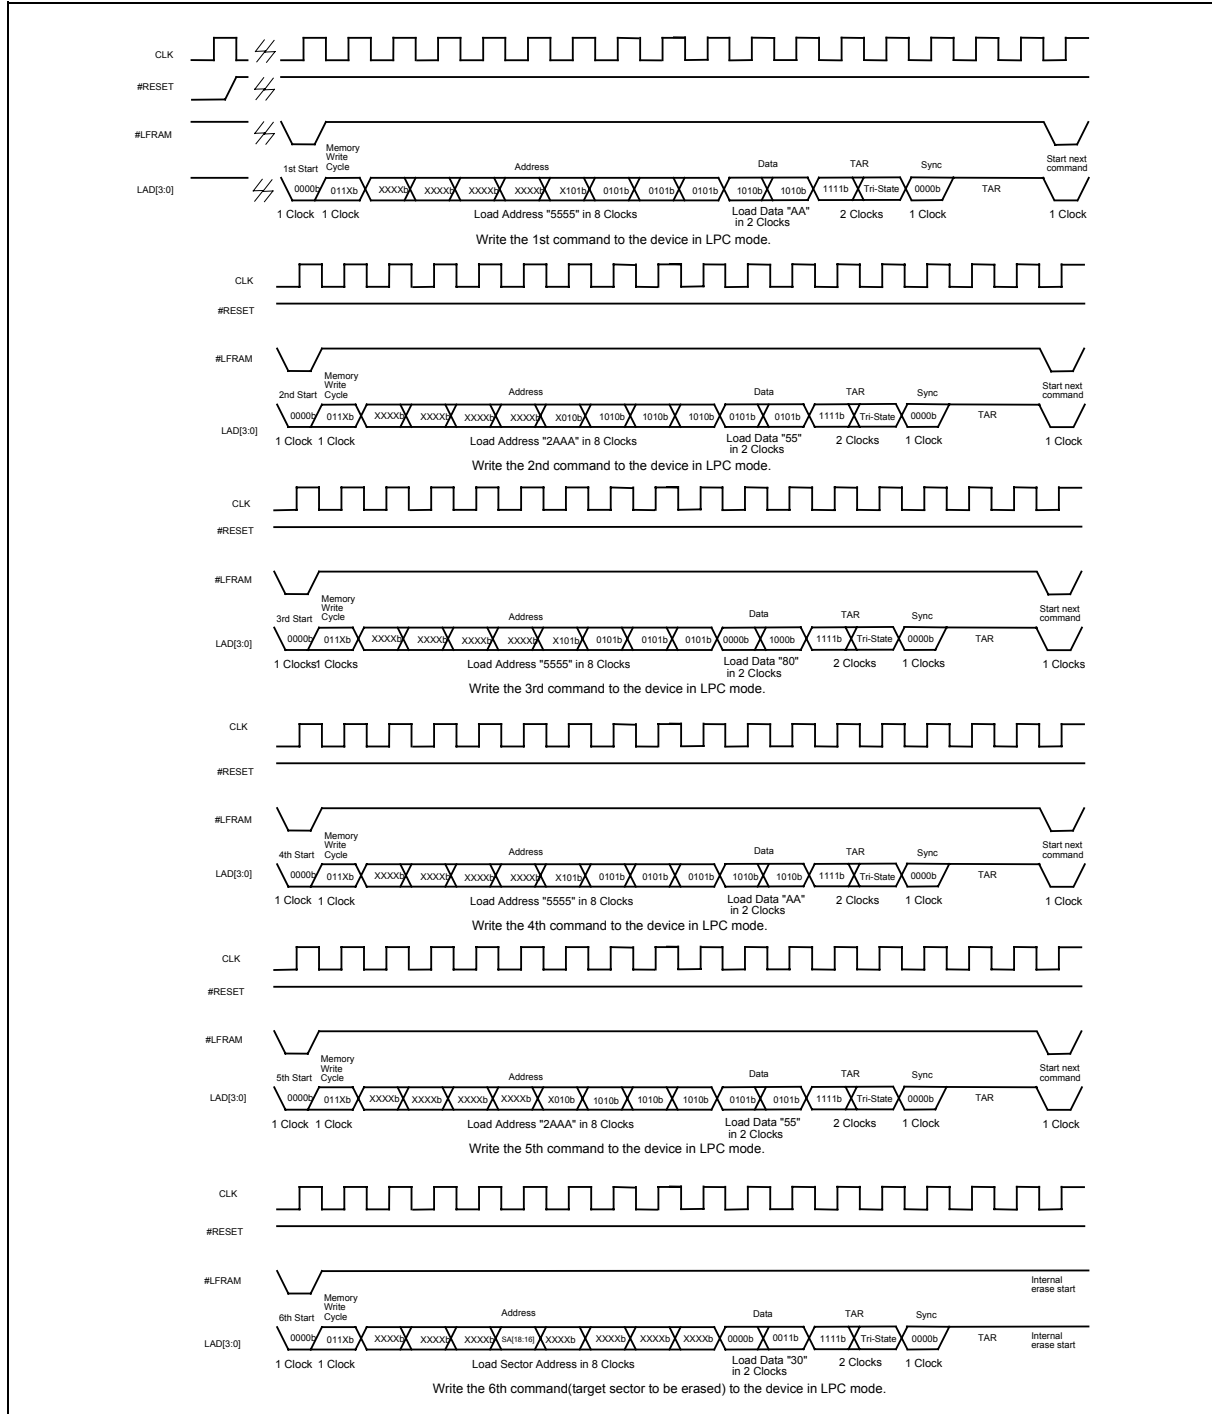 CLK
#RESET
#LFRAM
Memory
Write
Cycle
1st Start
Address
Data
TAR
Sync
Start next
command
LAD[3:0]
0000b 011Xb XXXXb XXXXb XXXXb XXXXb X101b 0101b 0101b 0101b 1010b 1010b 1111b Tri-State 0000b TAR
1 Clock 1 Clock Load Address "5555" in 8 Clocks Load Data "AA" in 2 Clocks 2 Clocks 1 Clock 1 Clock
Write the 1st command to the device in LPC mode.
CLK
#RESET
#LFRAM
Memory
Write
Cycle
2nd Start
Address
Data
TAR
Sync
Start next
command
LAD[3:0]
0000b 011Xb XXXXb XXXXb XXXXb XXXXb X010b 1010b 1010b 1010b 0101b 0101b 1111b Tri-State 0000b TAR
1 Clock 1 Clock Load Address "2AAA" in 8 Clocks Load Data "55" in 2 Clocks 2 Clocks 1 Clock 1 Clock
Write the 2nd command to the device in LPC mode.
CLK
#RESET
#LFRAM
Memory
Write
Cycle
3rd Start
Address
Data
TAR
Sync
Start next
command
LAD[3:0]
0000b 011Xb XXXXb XXXXb XXXXb XXXXb X101b 0101b 0101b 0101b 0000b 1000b 1111b Tri-State 0000b TAR
1 Clocks 1 Clocks Load Address "5555" in 8 Clocks Load Data "80" in 2 Clocks 2 Clocks 1 Clocks 1 Clocks
Write the 3rd command to the device in LPC mode.
CLK
#RESET
#LFRAM
Memory
Write
Cycle
4th Start
Address
Data
TAR
Sync
Start next
command
LAD[3:0]
0000b 011Xb XXXXb XXXXb XXXXb XXXXb X101b 0101b 0101b 0101b 1010b 1010b 1111b Tri-State 0000b TAR
1 Clock 1 Clock Load Address "5555" in 8 Clocks Load Data "AA" in 2 Clocks 2 Clocks 1 Clock 1 Clock
Write the 4th command to the device in LPC mode.
CLK
#RESET
#LFRAM
Memory
Write
Cycle
5th Start
Address
Data
TAR
Sync
Start next
command
LAD[3:0]
0000b 011Xb XXXXb XXXXb XXXXb XXXXb X010b 1010b 1010b 1010b 0101b 0101b 1111b Tri-State 0000b TAR
1 Clock 1 Clock Load Address "2AAA" in 8 Clocks Load Data "55" in 2 Clocks 2 Clocks 1 Clock 1 Clock
Write the 5th command to the device in LPC mode.
CLK
#RESET
#LFRAM
Internal
erase start
Memory
Write
Cycle
6th Start
Address
Data
TAR
Sync
LAD[3:0]
0000b 011Xb XXXXb XXXXb XXXXb SA[18:16] XXXXb XXXXb XXXXb XXXXb 0000b 0011b 1111b Tri-State 0000b TAR
Internal
erase start
1 Clock 1 Clock Load Sector Address in 8 Clocks Load Data "30" in 2 Clocks 2 Clocks 1 Clock
Write the 6th command(target sector to be erased) to the device in LPC mode.